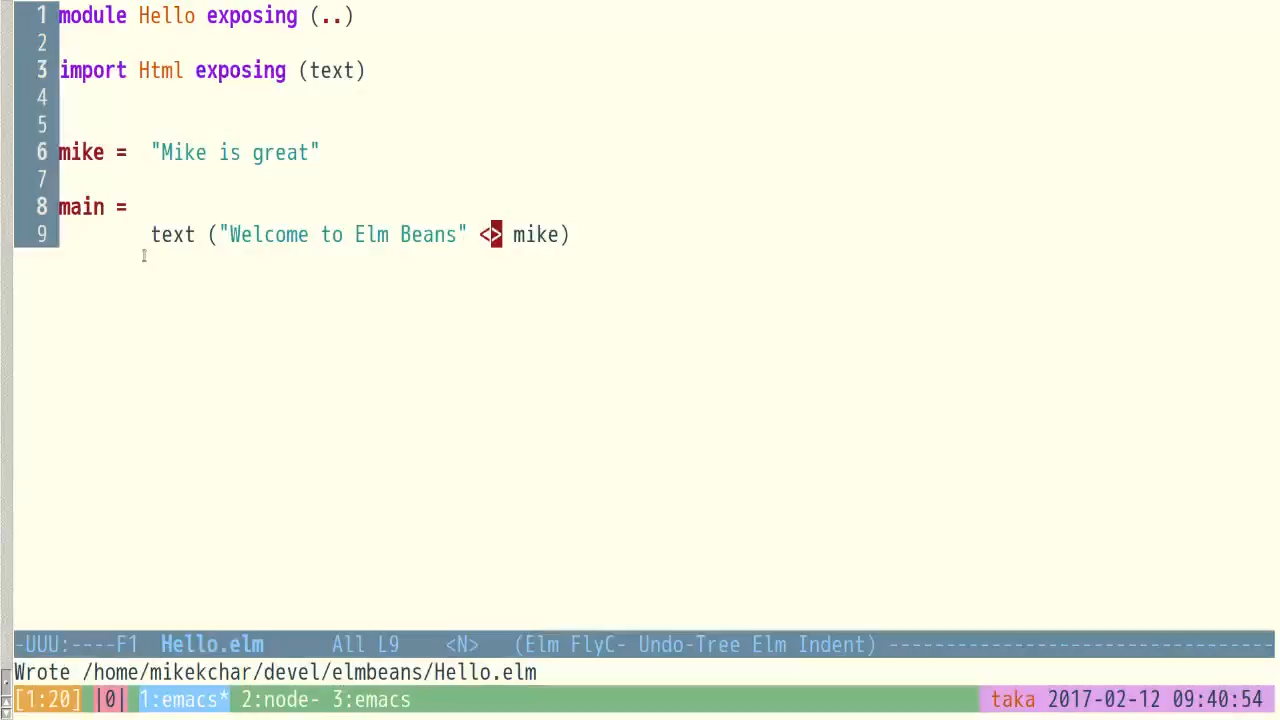 1 module Hello exposing (..)
2
3 import Html exposing (text)
4
5
6 mike =  "Mike is great"
7
8 main =
9         text ("Welcome to Elm Beans" <> mike)
-UUU:----F1  Hello.elm      All L9    <N>   (Elm FlyC- Undo-Tree Elm Indent) ----------------------------------
Wrote /home/mikekchar/devel/elmbeans/Hello.elm
[1:20] |0| 1:emacs* 2:node- 3:emacs taka 2017-02-12 09:40:54